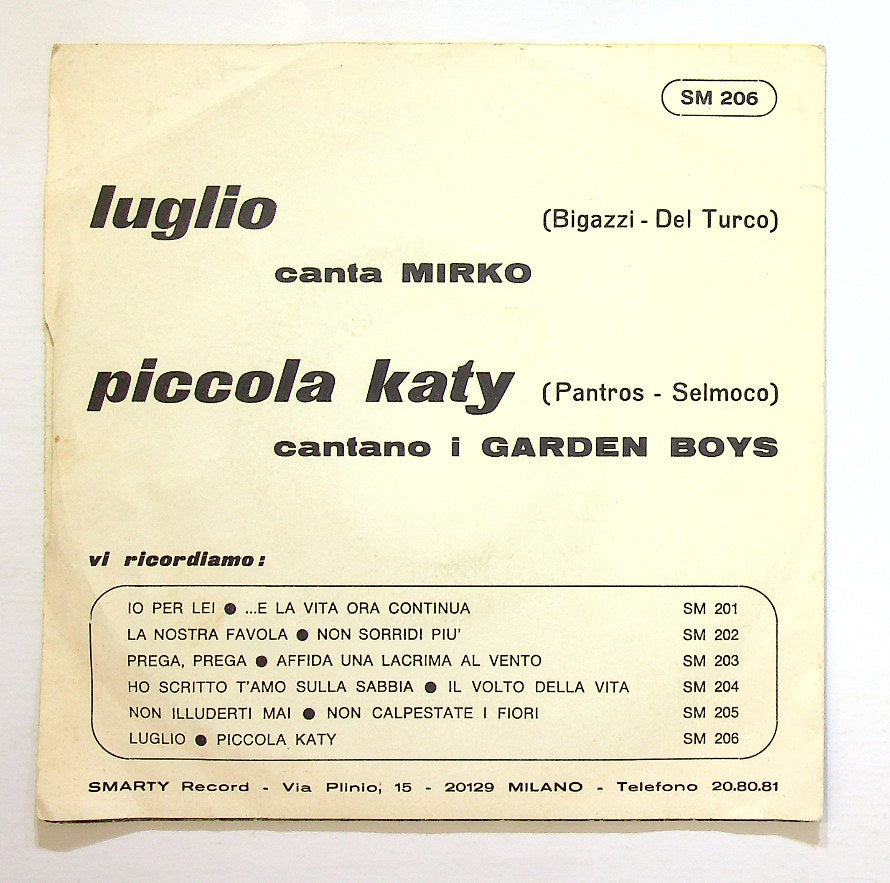 SM 206
luglio (Bigazzi - Del Turco)
canta MIRKO
piccola katy (Pantros - Selmoco)
cantano i GARDEN BOYS
vi ricordiamo:
IO PER LEI ● ...E LA VITA ORA CONTINUA SM 201
LA NOSTRA FAVOLA ● NON SORRIDI PIU' SM 202
PREGA, PREGA ● AFFIDA UNA LACRIMA AL VENTO SM 203
HO SCRITTO T'AMO SULLA SABBIA ● IL VOLTO DELLA VITA SM 204
NON ILLUDERTI MAI ● NON CALPESTATE I FIORI SM 205
LUGLIO ● PICCOLA KATY SM 206
SMARTY Record - Via Plinio, 15 - 20129 MILANO - Telefono 20.80.81